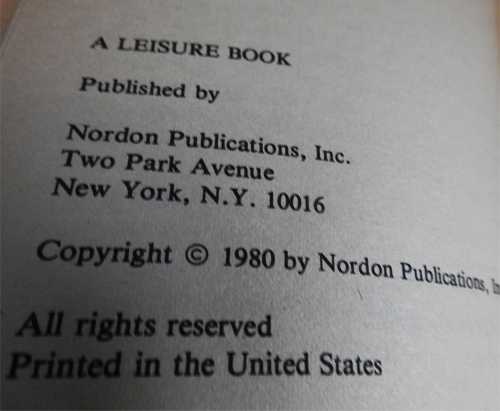 A LEISURE BOOK
Published by
Nordon Publications, Inc.
Two Park Avenue
New York, N.Y. 10016
Copyright © 1980 by Nordon Publications, In
All rights reserved
Printed in the United States